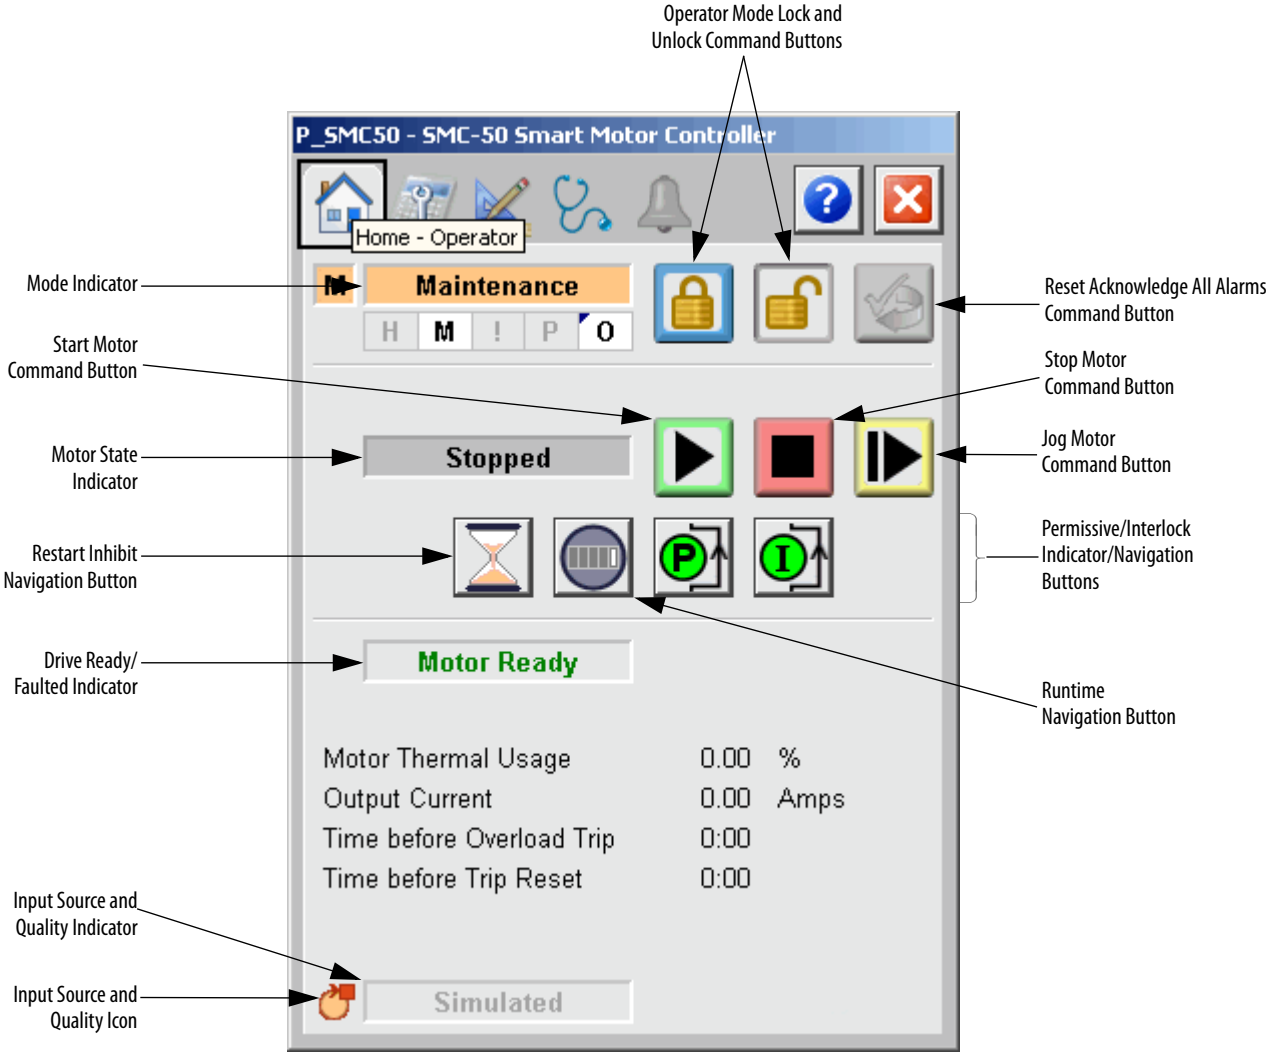 Operator Mode Lock and
Unlock Command Buttons
P_SMC50 - SMC-50 Smart Motor Controller
?
Home - Operator
Mode Indicator
M
Maintenance
H M ! P O
Reset Acknowledge All Alarms
Command Button
Start Motor
Command Button
Stop Motor
Command Button
Motor State
Indicator
Stopped
Jog Motor
Command Button
Restart Inhibit
Navigation Button
P
I
Permissive/Interlock
Indicator/Navigation
Buttons
Drive Ready/
Faulted Indicator
Motor Ready
Runtime
Navigation Button
Motor Thermal Usage 0.00 %
Output Current 0.00 Amps
Time before Overload Trip 0:00
Time before Trip Reset 0:00
Input Source and
Quality Indicator
Input Source and
Quality Icon
Simulated